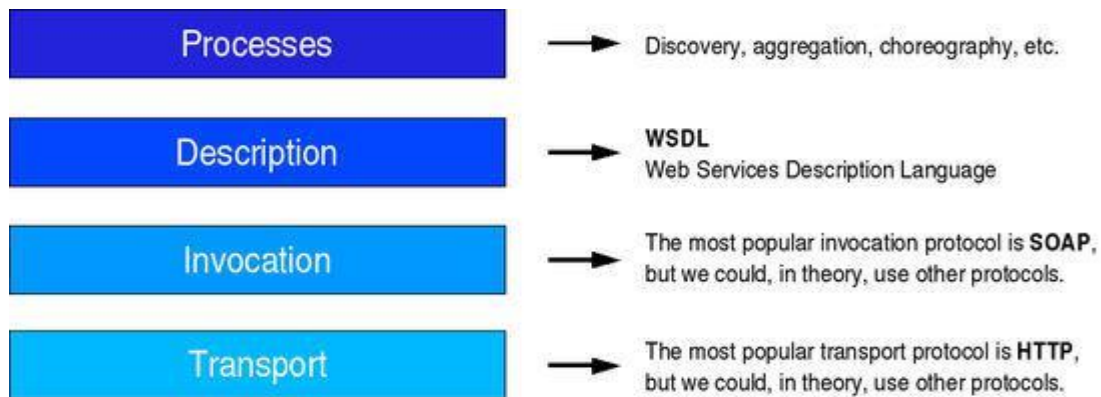 Processes
Discovery, aggregation, choreography, etc.
Description
WSDL
Web Services Description Language
Invocation
The most popular invocation protocol is SOAP,
but we could, in theory, use other protocols.
Transport
The most popular transport protocol is HTTP,
but we could, in theory, use other protocols.